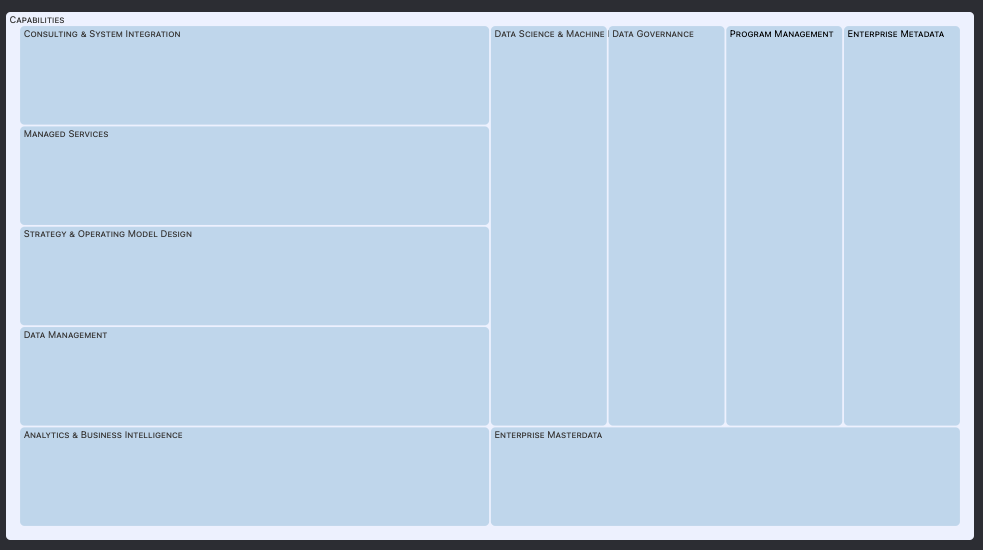 Capabilities
Consulting & System Integration
Data Science & Machine
Data Governance
Program Management
Enterprise Metadata
Managed Services
Strategy & Operating Model Design
Data Management
Analytics & Business Intelligence
Enterprise Masterdata